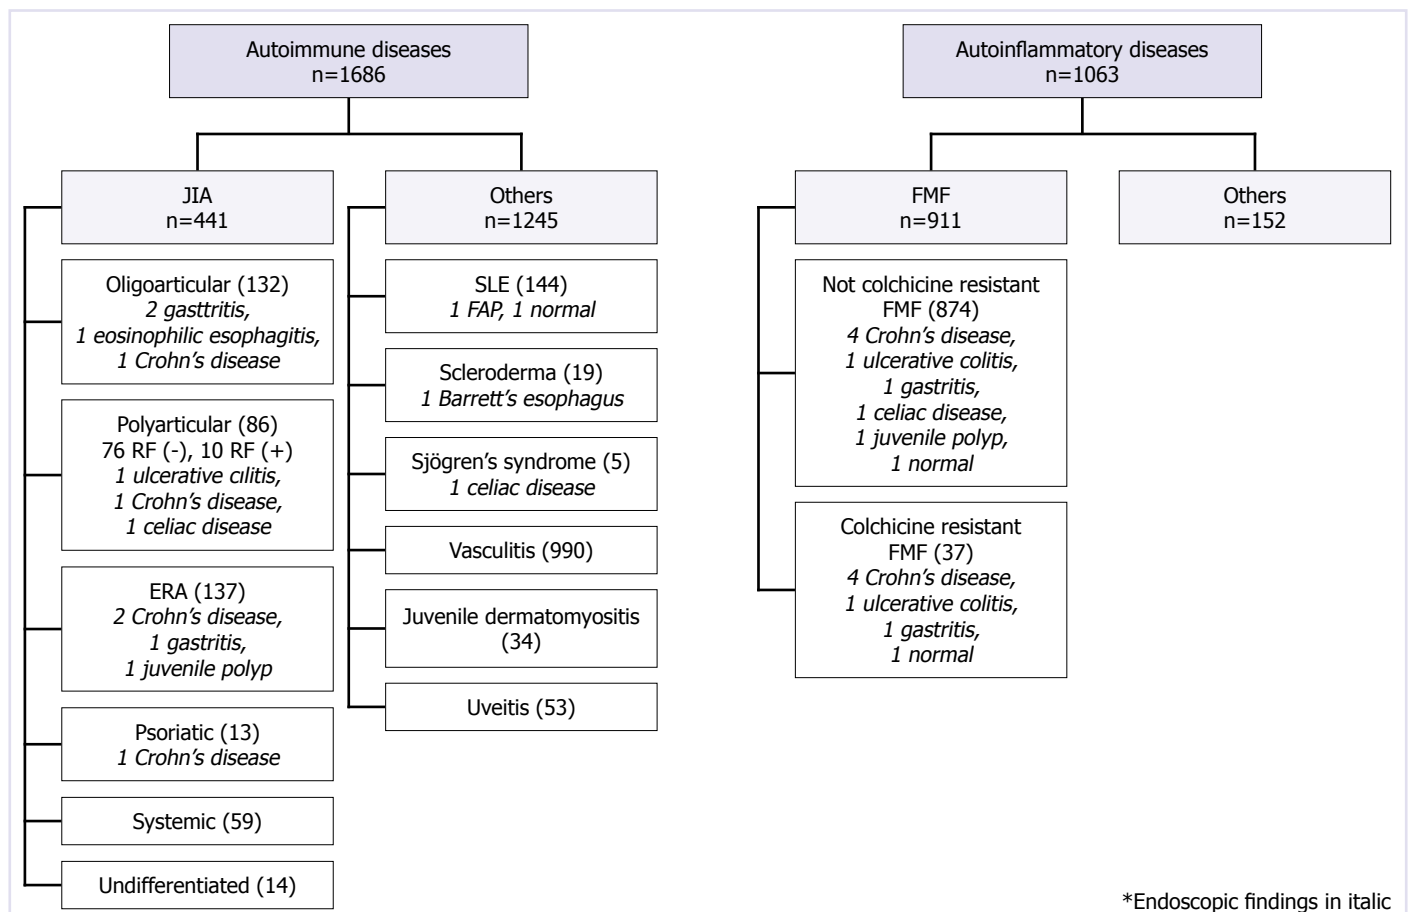 Autoimmune diseases
n=1686
JIA
n=441
Oligoarticular (132)
2 gasttritis,
1 eosinophilic esophagitis,
1 Crohn's disease
Polyarticular (86)
76 RF (-), 10 RF (+)
1 ulcerative cilitis,
1 Crohn's disease,
1 celiac disease
ERA (137)
2 Crohn's disease,
1 gastritis,
1 juvenile polyp
Psoriatic (13)
1 Crohn's disease
Systemic (59)
Undifferentiated (14)
Others
n=1245
SLE (144)
1 FAP, 1 normal
Scleroderma (19)
1 Barrett's esophagus
Sjögren's syndrome (5)
1 celiac disease
Vasculitis (990)
Juvenile dermatomyositis
(34)
Uveitis (53)
Autoinflammatory diseases
n=1063
FMF
n=911
Not colchicine resistant
FMF (874)
4 Crohn's disease,
1 ulcerative colitis,
1 gastritis,
1 celiac disease,
1 juvenile polyp,
1 normal
Colchicine resistant
FMF (37)
4 Crohn's disease,
1 ulcerative colitis,
1 gastritis,
1 normal
Others
n=152
*Endoscopic findings in italic